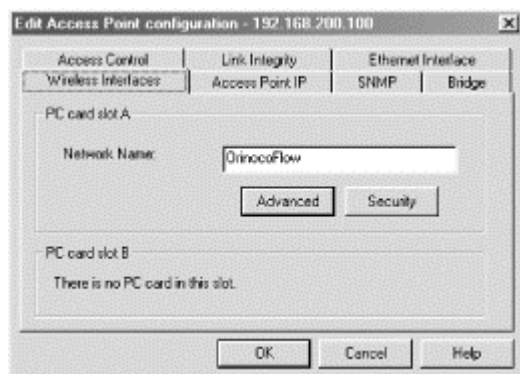 Edit Access Point configuration - 192.168.200.100
Access Control Link Integrity Ethernet Interface
Wireless Interfaces Access Point IP SNMP Bridge
PC card slot A
Network Name: OrinocoFlow
Advanced Security
PC card slot B
There is no PC card in this slot.
OK Cancel Help